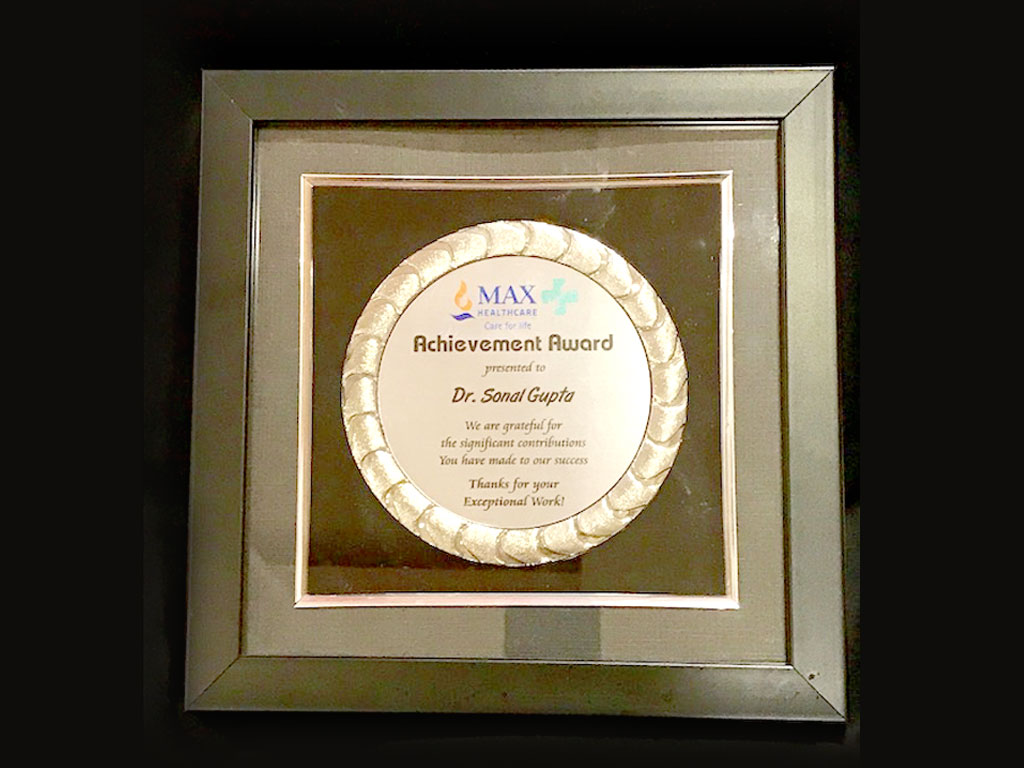 MAX
HEALTHCARE
Care for life
Achievement Award
presented to
Dr. Sonal Gupta
We are grateful for
the significant contributions
You have made to our success
Thanks for your
Exceptional Work!